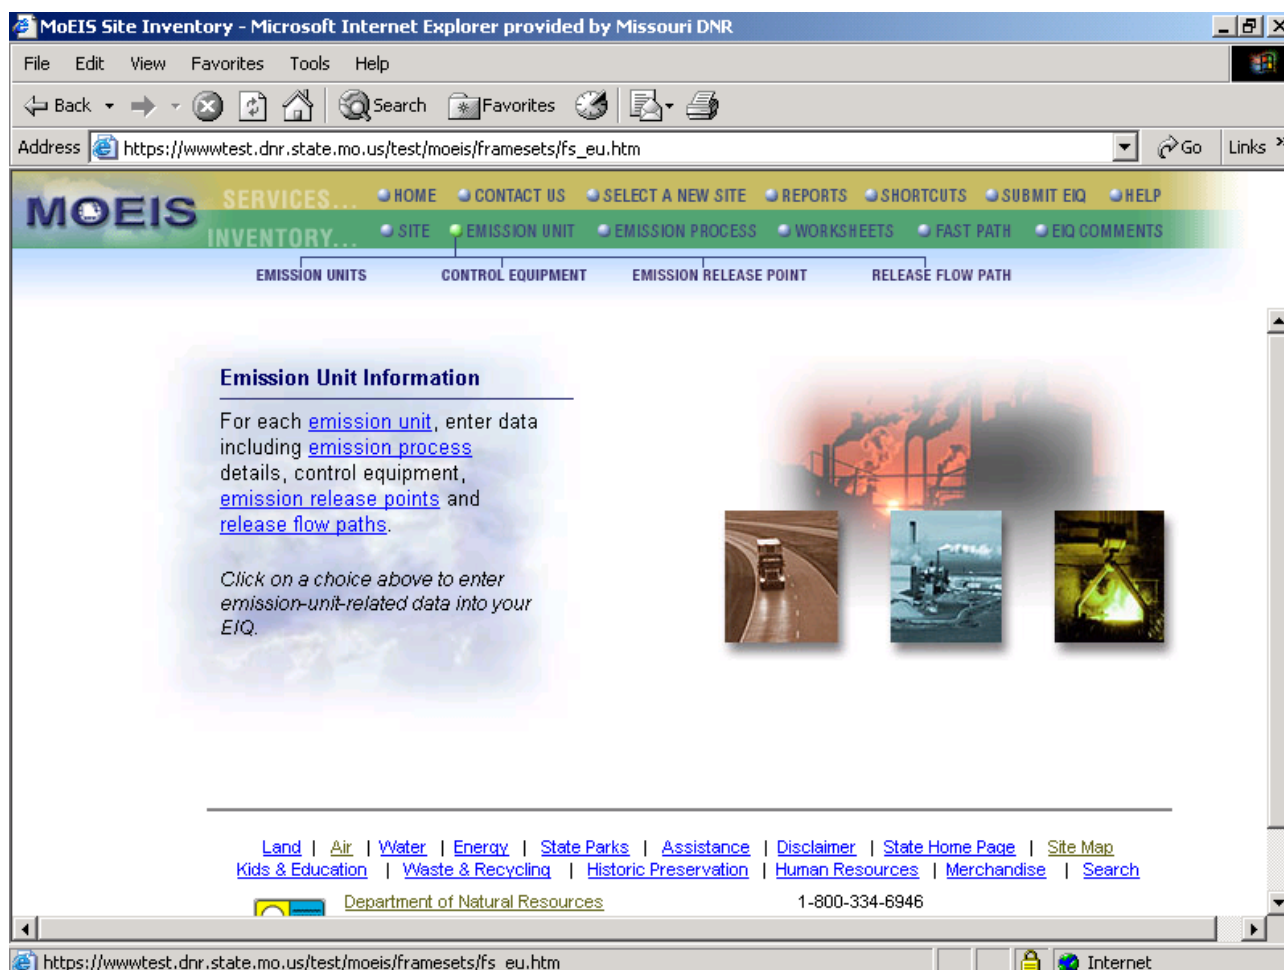 MoEIS Site Inventory - Microsoft Internet Explorer provided by Missouri DNR
File Edit View Favorites Tools Help
Back Search Favorites
Address https://wwwtest.dnr.state.mo.us/test/moeis/framesets/fs_eu.htm Go Links »
MOEIS
SERVICES... HOME CONTACT US SELECT A NEW SITE REPORTS SHORTCUTS SUBMIT EIQ HELP
INVENTORY... SITE EMISSION UNIT EMISSION PROCESS WORKSHEETS FAST PATH EIQ COMMENTS
EMISSION UNITS CONTROL EQUIPMENT EMISSION RELEASE POINT RELEASE FLOW PATH
Emission Unit Information
For each emission unit, enter data
including emission process
details, control equipment,
emission release points and
release flow paths.
Click on a choice above to enter
emission-unit-related data into your
EIQ.
Land | Air | Water | Energy | State Parks | Assistance | Disclaimer | State Home Page | Site Map
Kids & Education | Waste & Recycling | Historic Preservation | Human Resources | Merchandise | Search
Department of Natural Resources 1-800-334-6946
https://wwwtest.dnr.state.mo.us/test/moeis/framesets/fs_eu.htm Internet